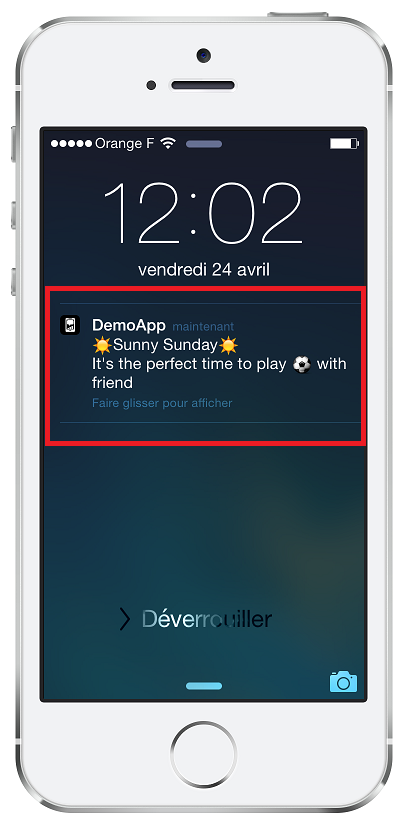 Orange F
12:02
vendredi 24 avril
DemoApp maintenant
☀️Sunny Sunday☀️
It's the perfect time to play ⚽ with
friend
Faire glisser pour afficher
Déverrouiller